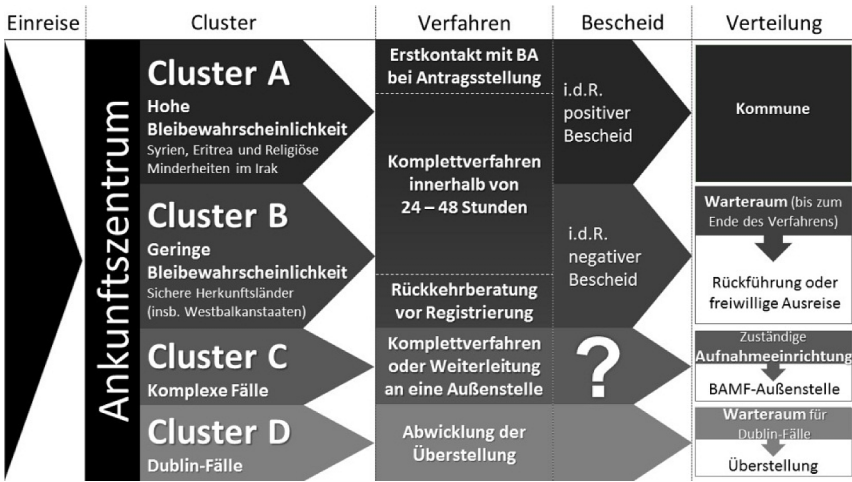 Einreise
Cluster
Verfahren
Bescheid
Verteilung
Ankunftszentrum
Cluster A
Hohe
Bleibewahrscheinlichkeit
Syrien, Eritrea und Religiöse
Minderheiten im Irak
Erstkontakt mit BA
bei Antragsstellung
i.d.R.
positiver
Bescheid
Kommune
Komplettverfahren
innerhalb von
24 – 48 Stunden
Cluster B
Geringe
Bleibewahrscheinlichkeit
Sichere Herkunftsländer
(insb. Westbalkanstaaten)
Rückkehrberatung
vor Registrierung
i.d.R.
negativer
Bescheid
Warteraum (bis zum
Ende des Verfahrens)
Rückführung oder
freiwillige Ausreise
Cluster C
Komplexe Fälle
Komplettverfahren
oder Weiterleitung
an eine Außenstelle
?
Zuständige
Aufnahmeeinrichtung
BAMF-Außenstelle
Cluster D
Dublin-Fälle
Abwicklung der
Überstellung
Warteraum für
Dublin-Fälle
Überstellung